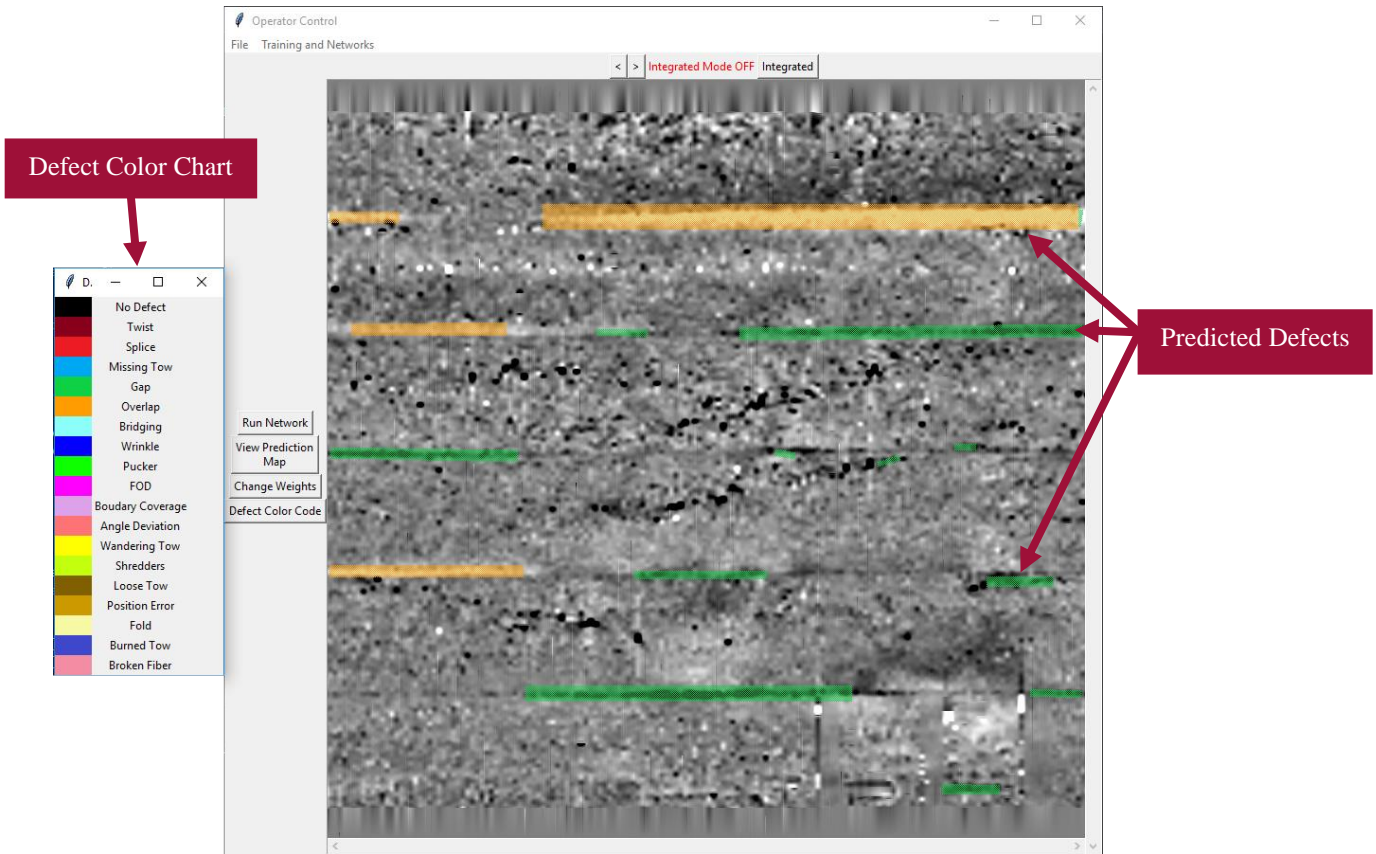 Operator Control
File Training and Networks
< > Integrated Mode OFF Integrated
Defect Color Chart
D.
No Defect
Twist
Splice
Missing Tow
Gap
Overlap
Bridging
Wrinkle
Pucker
FOD
Boudary Coverage
Angle Deviation
Wandering Tow
Shredders
Loose Tow
Position Error
Fold
Burned Tow
Broken Fiber
Run Network
View Prediction
Map
Change Weights
Defect Color Code
Predicted Defects